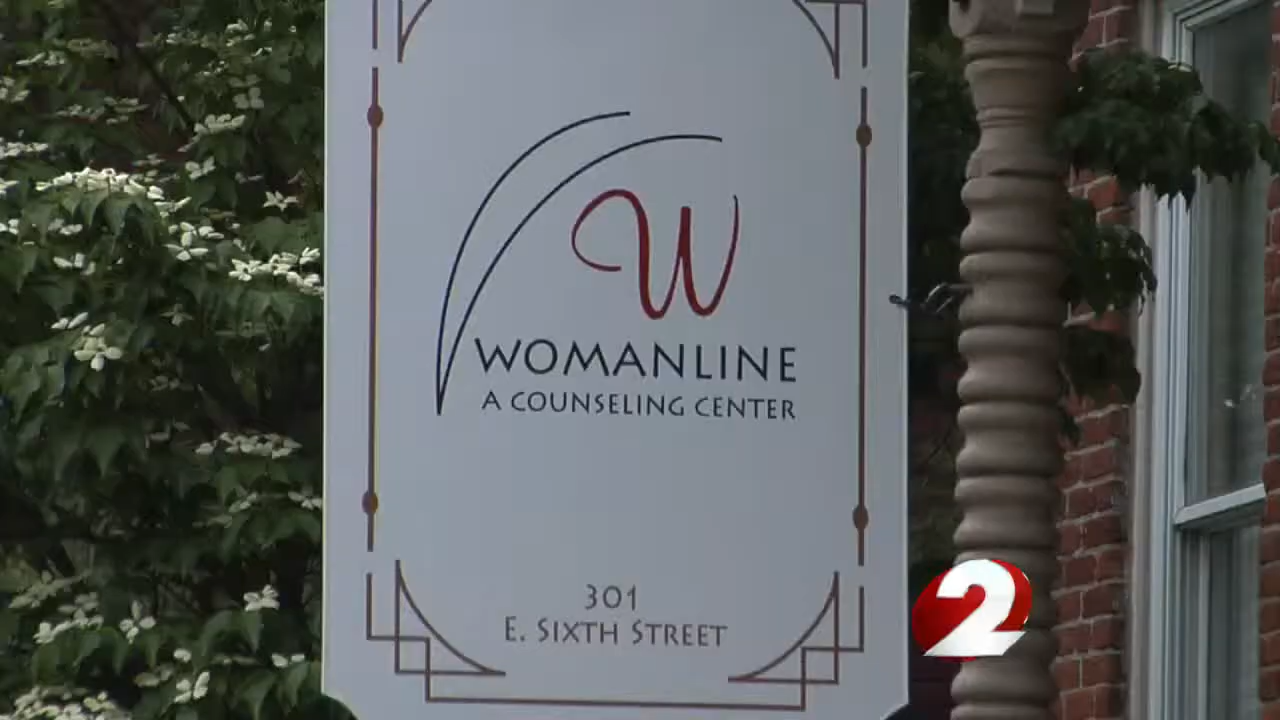 W
WOMANLINE
A COUNSELING CENTER
301
E. SIXTH STREET
2